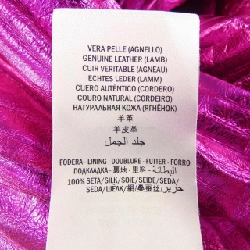 VERA PELLE (AGNELLO)
GENUINE LEATHER (LAMB)
CUIR VERITABLE (AGNEAU)
ECHTES LEDER (LAMM)
CUERO AUTÉNTICO (CORDERO)
COURO NATURAL (CORDEIRO)
НАТУРАЛЬНАЯ КОЖА (ЯГНЁНОК)
羊革
羊皮革
جلد الحمل
FODERA - LINING - DOUBLURE - FUTTER - FORRO
ПОДКЛАДКА - 裏地 - 里 里 - البطانة
100% SETA / SILK / SOIE / SEIDE / SEDA /
SEDA / ШЕЛК / 絹 / 桑蚕丝 / حرير